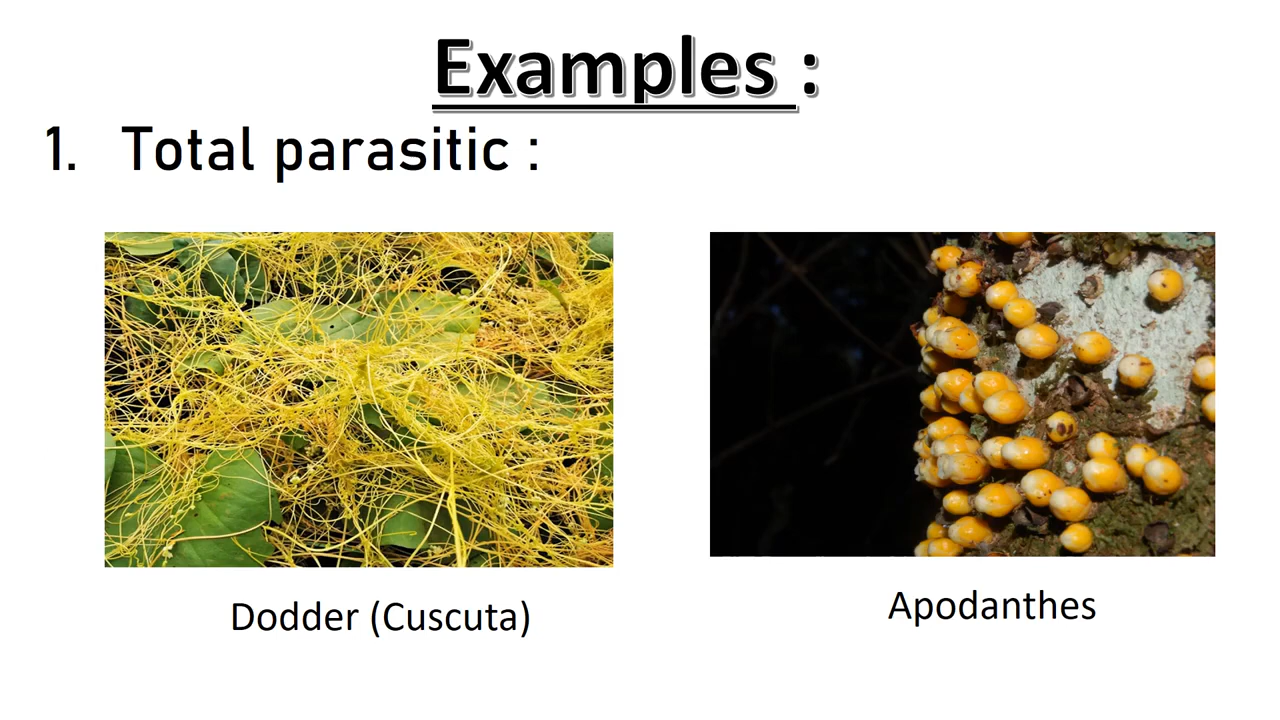 Examples :
1. Total parasitic :
Dodder (Cuscuta)
Apodanthes